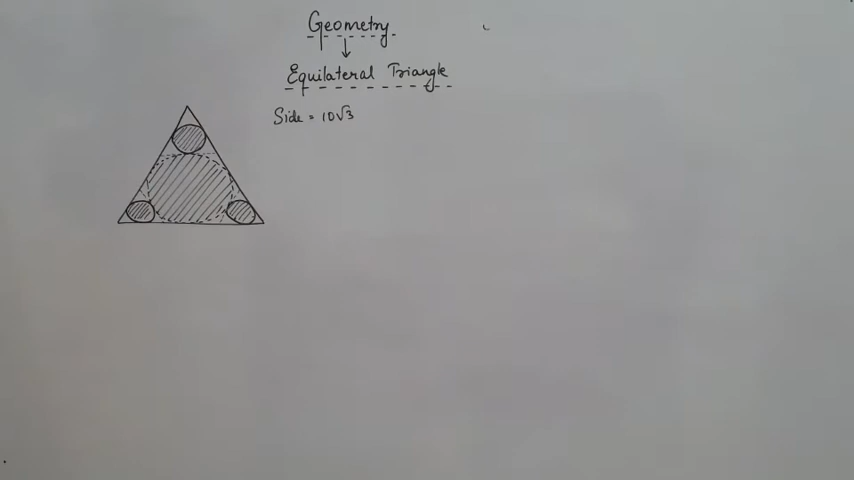 Geometry
Equilateral Triangle
Side = 10√3